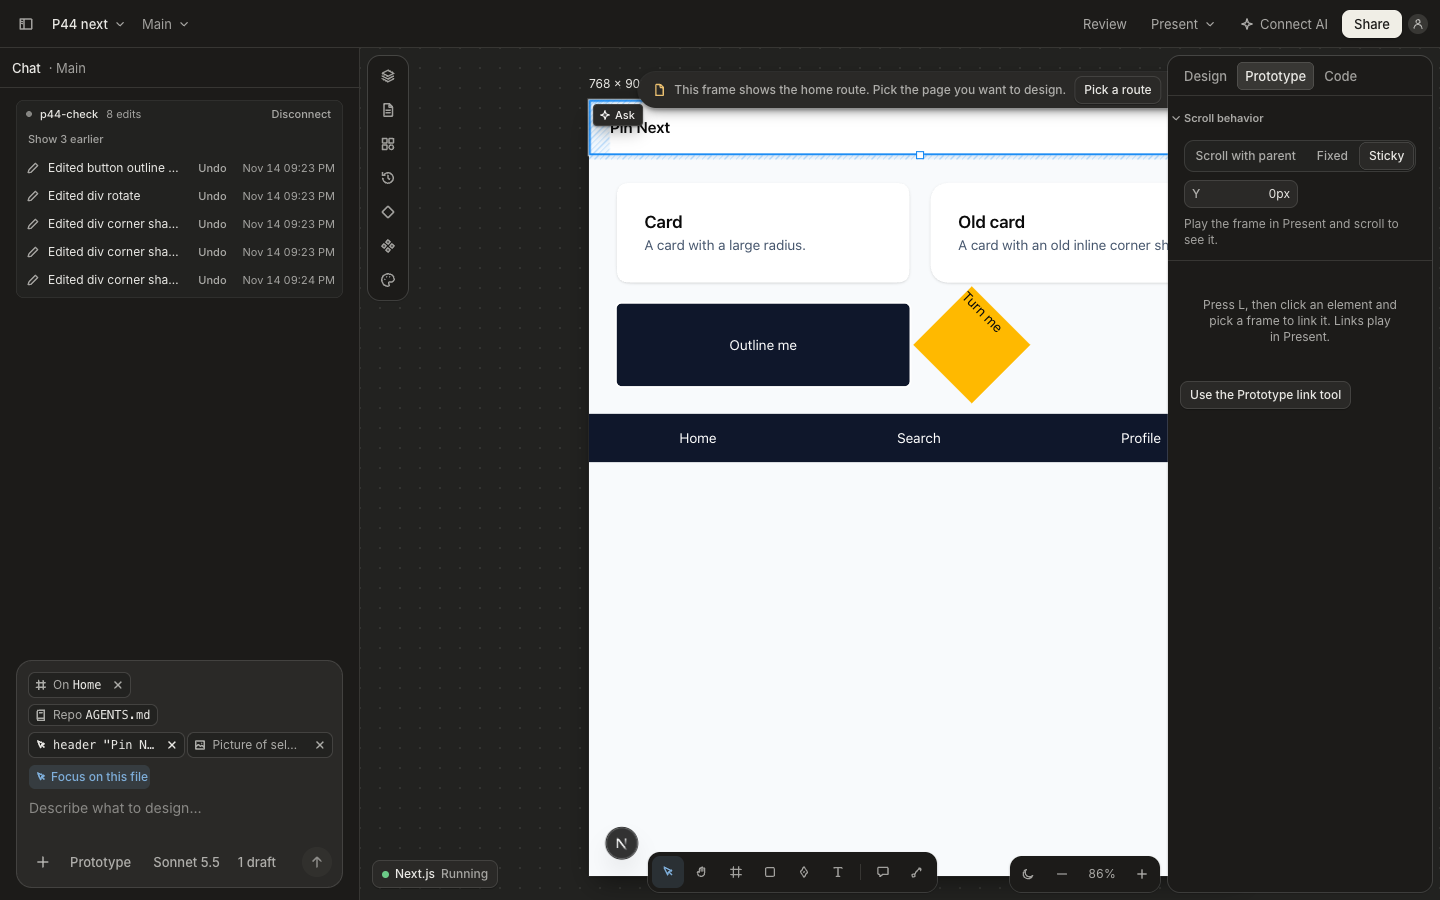 P44 next
Main
Review
Present
Connect AI
Share
Chat · Main
p44-check 8 edits Disconnect
Show 3 earlier
Edited button outline ... Undo Nov 14 09:23 PM
Edited div rotate Undo Nov 14 09:23 PM
Edited div corner sha... Undo Nov 14 09:23 PM
Edited div corner sha... Undo Nov 14 09:23 PM
Edited div corner sha... Undo Nov 14 09:24 PM
On Home
Repo AGENTS.md
header "Pin N…
Picture of sel...
Focus on this file
Describe what to design...
Prototype
Sonnet 5.5
1 draft
768 × 90
This frame shows the home route. Pick the page you want to design.
Pick a route
Ask
Pin Next
Card
A card with a large radius.
Old card
A card with an old inline corner sh
Outline me
Turn me
Home
Search
Profile
N
Next.js Running
86%
Design
Prototype
Code
Scroll behavior
Scroll with parent
Fixed
Sticky
Y 0px
Play the frame in Present and scroll to
see it.
Press L, then click an element and
pick a frame to link it. Links play
in Present.
Use the Prototype link tool